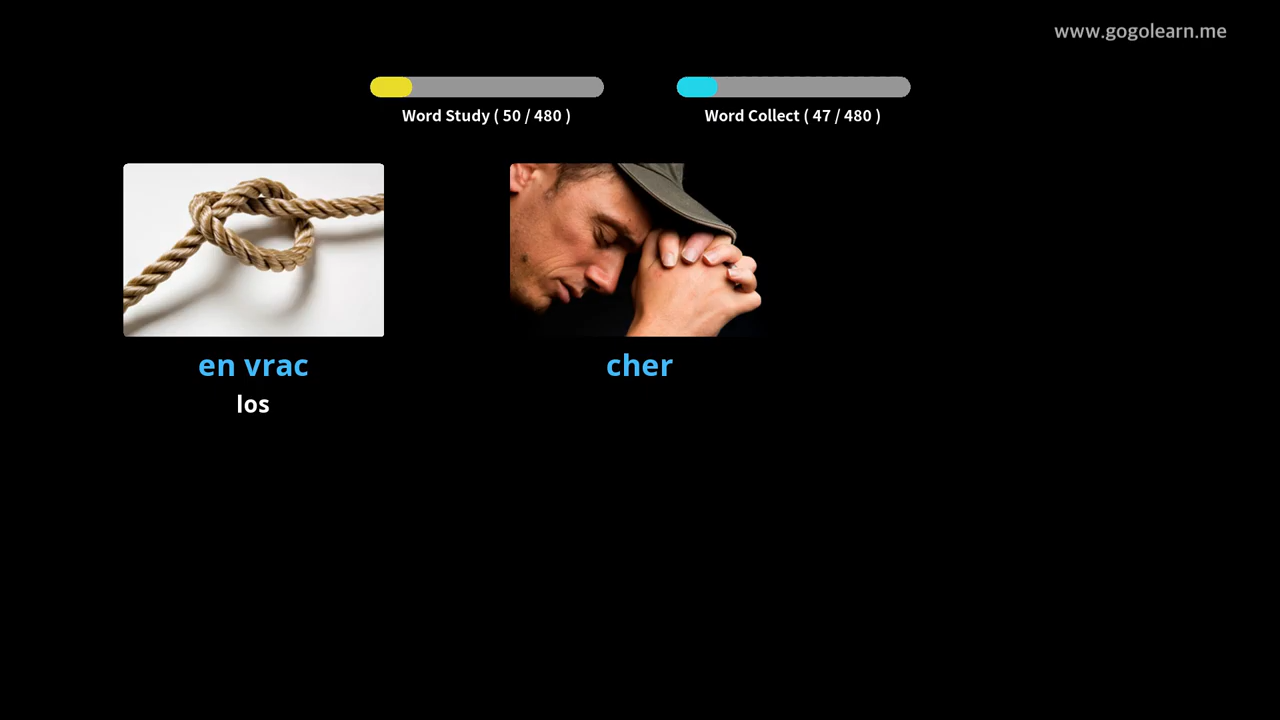 www.gogolearn.me
Word Study ( 50 / 480 )
Word Collect ( 47 / 480 )
en vrac
los
cher